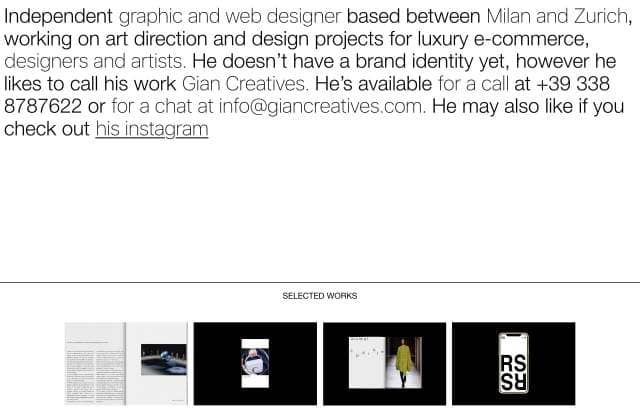 Independent graphic and web designer based between Milan and Zurich,
working on art direction and design projects for luxury e-commerce,
designers and artists. He doesn’t have a brand identity yet, however he
likes to call his work Gian Creatives. He’s available for a call at +39 338
8787622 or for a chat at info@giancreatives.com. He may also like if you
check out his instagram
SELECTED WORKS
RS